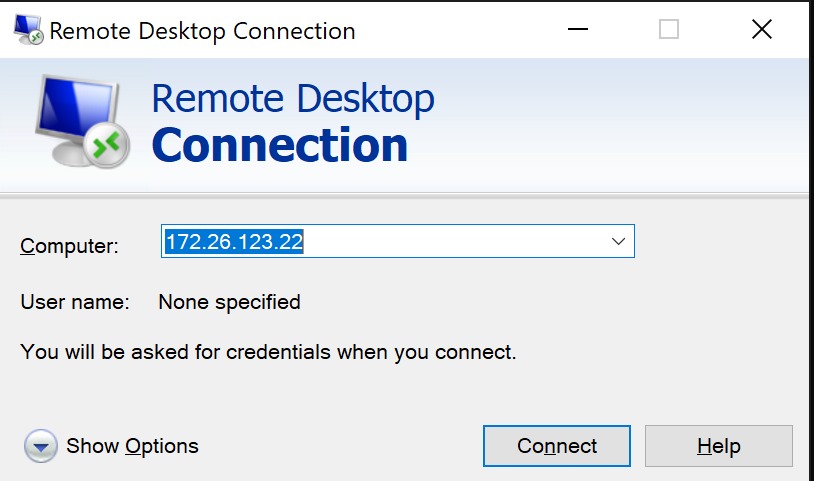 Remote Desktop Connection
Remote Desktop
Connection
Computer: 172.26.123.22
User name: None specified
You will be asked for credentials when you connect.
Show Options Connect Help